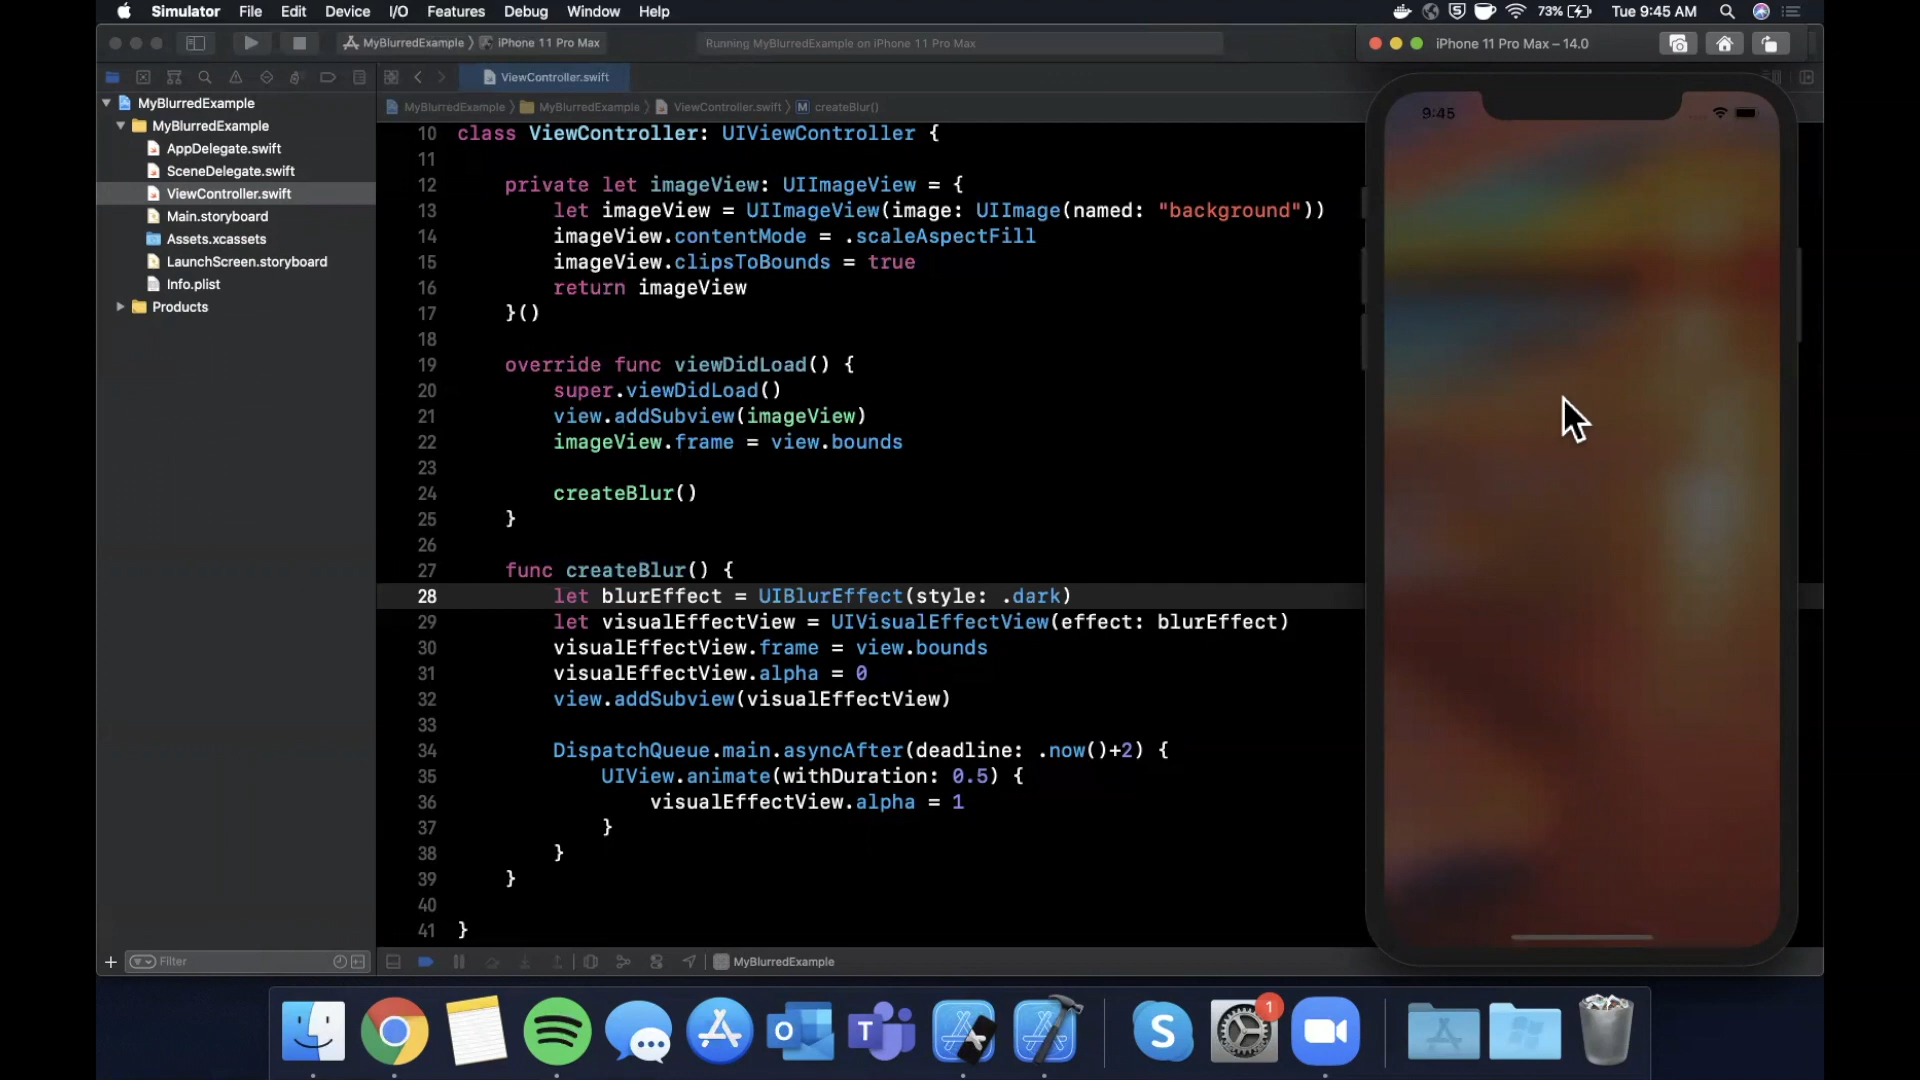 Simulator File Edit Device I/O Features Debug Window Help 73% Tue 9:45 AM
MyBlurredExample 〉 iPhone 11 Pro Max Running MyBlurredExample on iPhone 11 Pro Max iPhone 11 Pro Max – 14.0
ViewController.swift
MyBlurredExample 〉 MyBlurredExample 〉 ViewController.swift 〉 M createBlur()
MyBlurredExample
MyBlurredExample
AppDelegate.swift
SceneDelegate.swift
ViewController.swift
Main.storyboard
Assets.xcassets
LaunchScreen.storyboard
Info.plist
Products
10 class ViewController: UIViewController {
11
12 private let imageView: UIImageView = {
13 let imageView = UIImageView(image: UIImage(named: "background"))
14 imageView.contentMode = .scaleAspectFill
15 imageView.clipsToBounds = true
16 return imageView
17 }()
18
19 override func viewDidLoad() {
20 super.viewDidLoad()
21 view.addSubview(imageView)
22 imageView.frame = view.bounds
23
24 createBlur()
25 }
26
27 func createBlur() {
28 let blurEffect = UIBlurEffect(style: .dark)
29 let visualEffectView = UIVisualEffectView(effect: blurEffect)
30 visualEffectView.frame = view.bounds
31 visualEffectView.alpha = 0
32 view.addSubview(visualEffectView)
33
34 DispatchQueue.main.asyncAfter(deadline: .now()+2) {
35 UIView.animate(withDuration: 0.5) {
36 visualEffectView.alpha = 1
37 }
38 }
39 }
40
41 }
9:45
Filter
MyBlurredExample
O
T
S
1